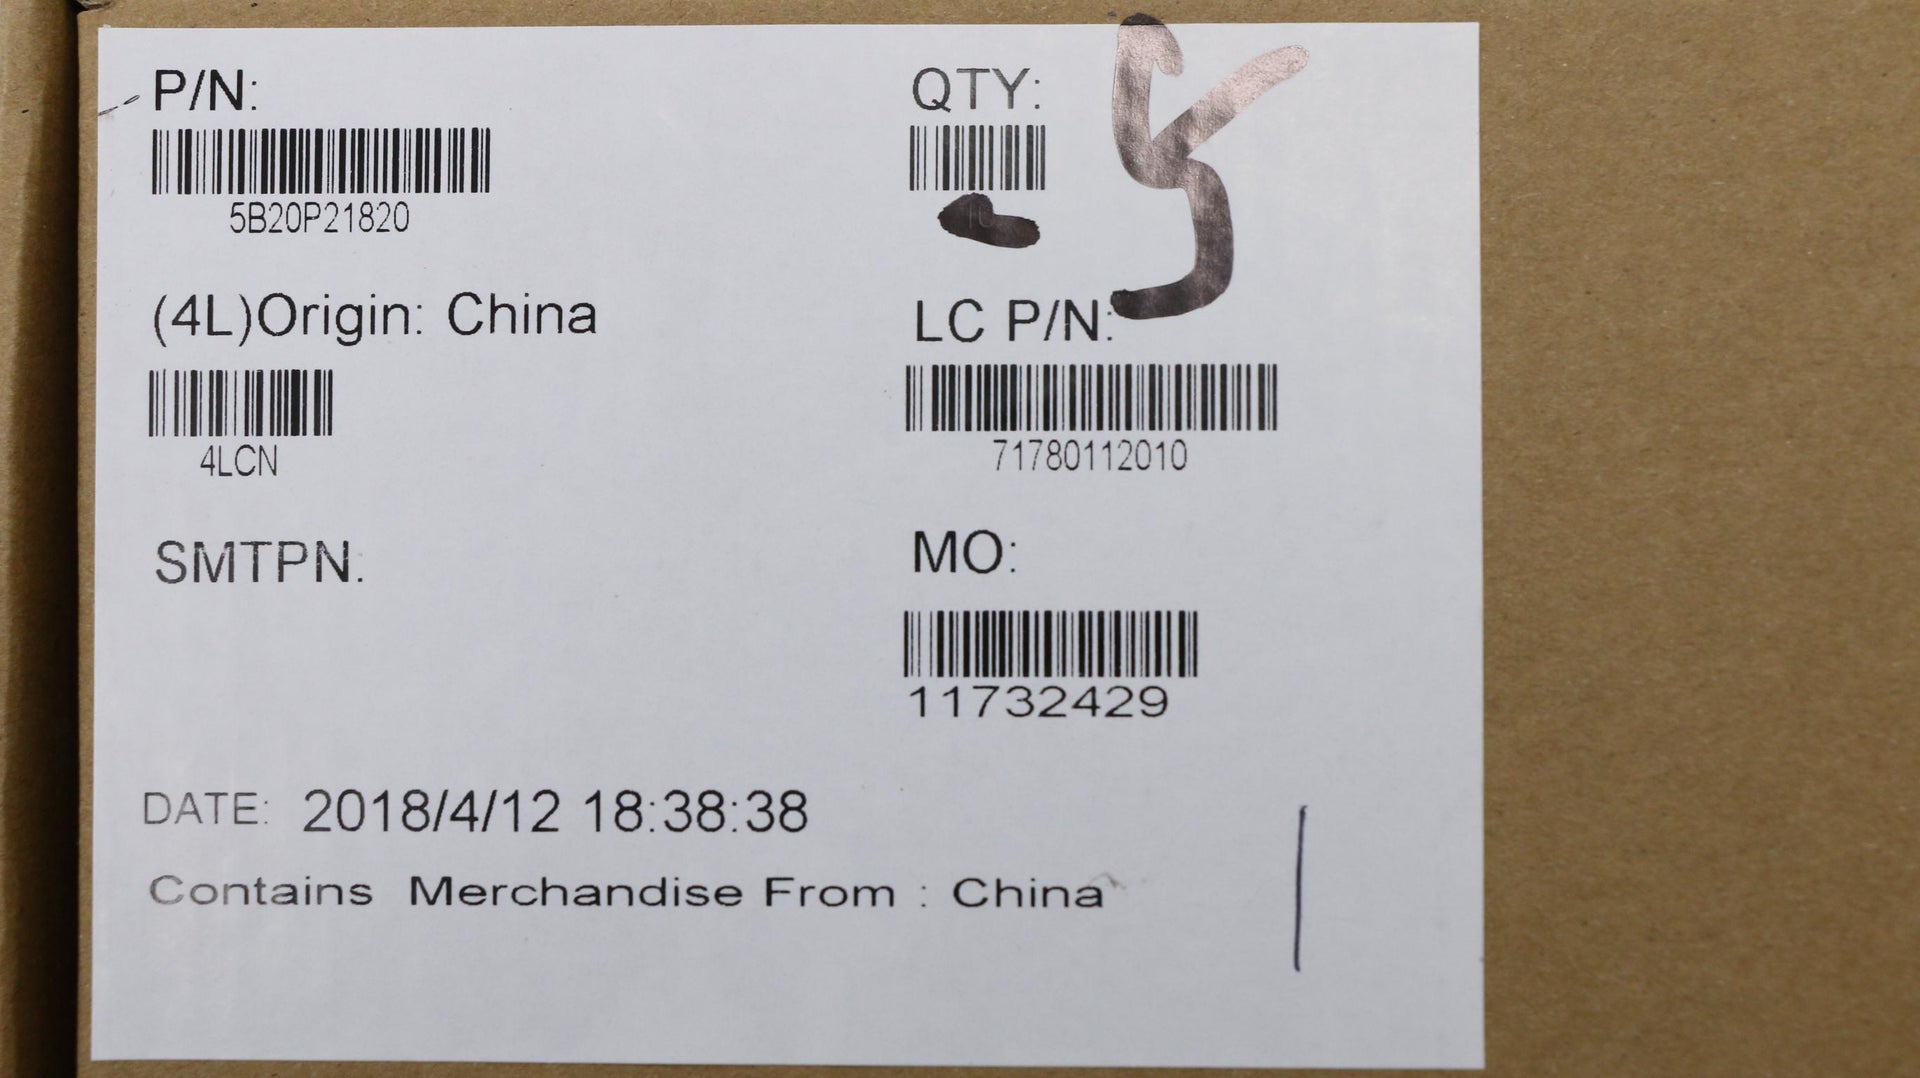 P/N:
5B20P21820
QTY:
5
(4L)Origin: China
4LCN
LC P/N:
71780112010
SMTPN:
MO:
11732429
DATE: 2018/4/12 18:38:38
Contains Merchandise From : China